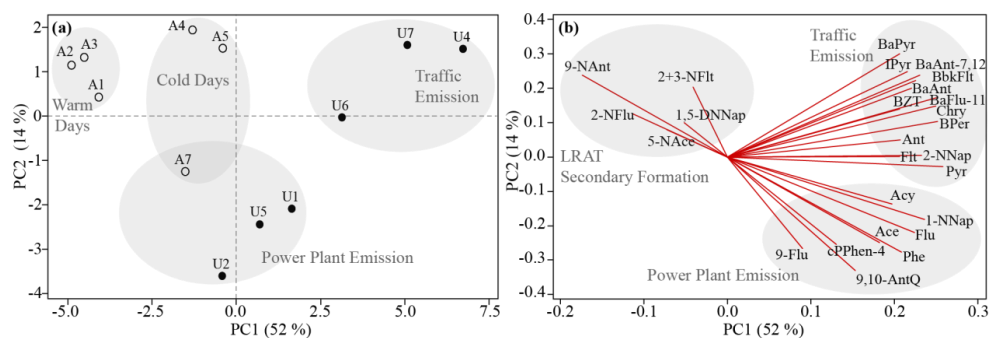 (a)
2
1
0
-1
-2
-3
-4
PC2 (14 %)
-5.0
-2.5
0
2.5
5.0
7.5
PC1 (52 %)
A2
A3
A1
A4
A5
A7
U7
U4
U6
U1
U5
U2
Warm
Days
Cold Days
Traffic
Emission
Power Plant Emission
(b)
0.4
0.3
0.2
0.1
0.0
-0.1
-0.2
-0.3
-0.4
PC2 (14 %)
-0.2
-0.1
0.0
0.1
0.2
0.3
PC1 (52 %)
9-NAnt
2+3-NFlt
2-NFlu
1,5-DNNap
5-NAce
LRAT
Secondary Formation
Traffic
Emission
BaPyr
IPyr
BaAnt-7,12
BbkFlt
BaAnt
BZT
BaFlu-11
Chry
BPer
Ant
Flt
2-NNap
Pyr
Acy
1-NNap
Ace
Flu
cPPhen-4
Phe
9-Flu
9,10-AntQ
Power Plant Emission